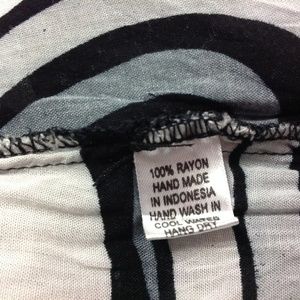 100% RAYON
HAND MADE
IN INDONESIA
HAND WASH IN
COOL WATER
HANG DRY